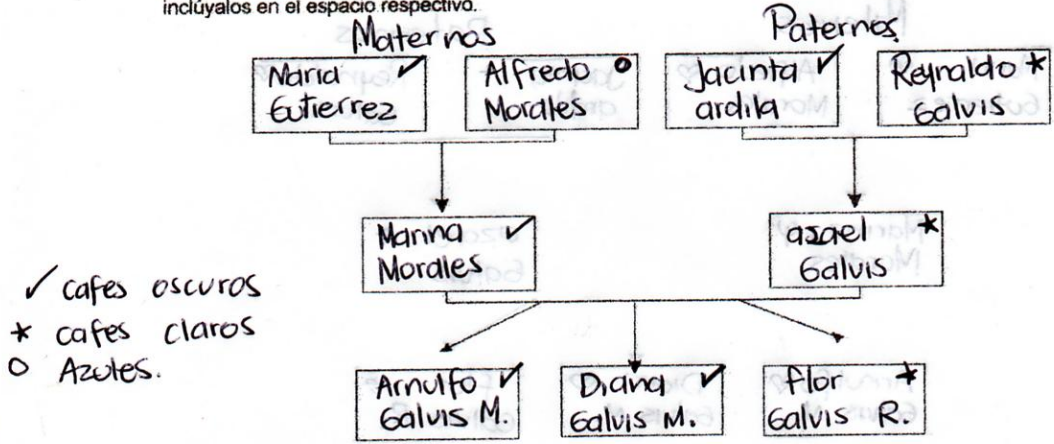 inclúyalos en el espacio respectivo.
Maternos
Paternos.
Maria ✓
Gutierrez
Alfredo o
Morales
Jacinta ✓
ardila
Reynaldo *
Galvis
Marina ✓
Morales
asael *
Galvis
✓ cafes oscuros
* cafes claros
o Azules.
Arnulfo ✓
Galvis M.
Diana ✓
Galvis M.
flor *
Galvis R.